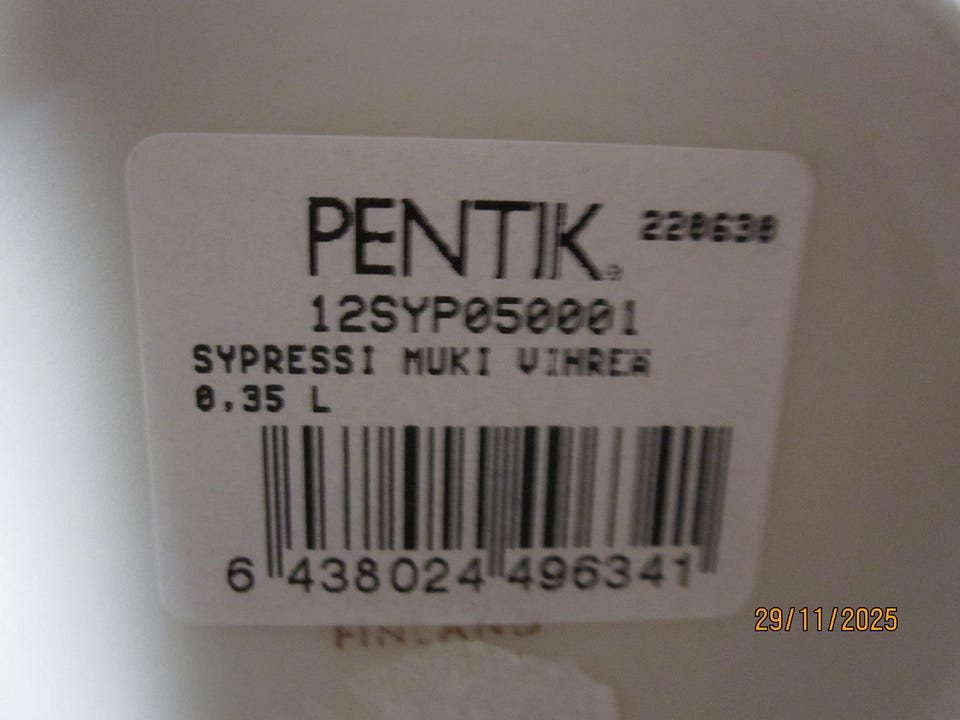 PENTIK® 220630
12SYP050001
SYPRESSI MUKI VIHREÄ
0,35 L
6 438024 496341
FINLAND
29/11/2025